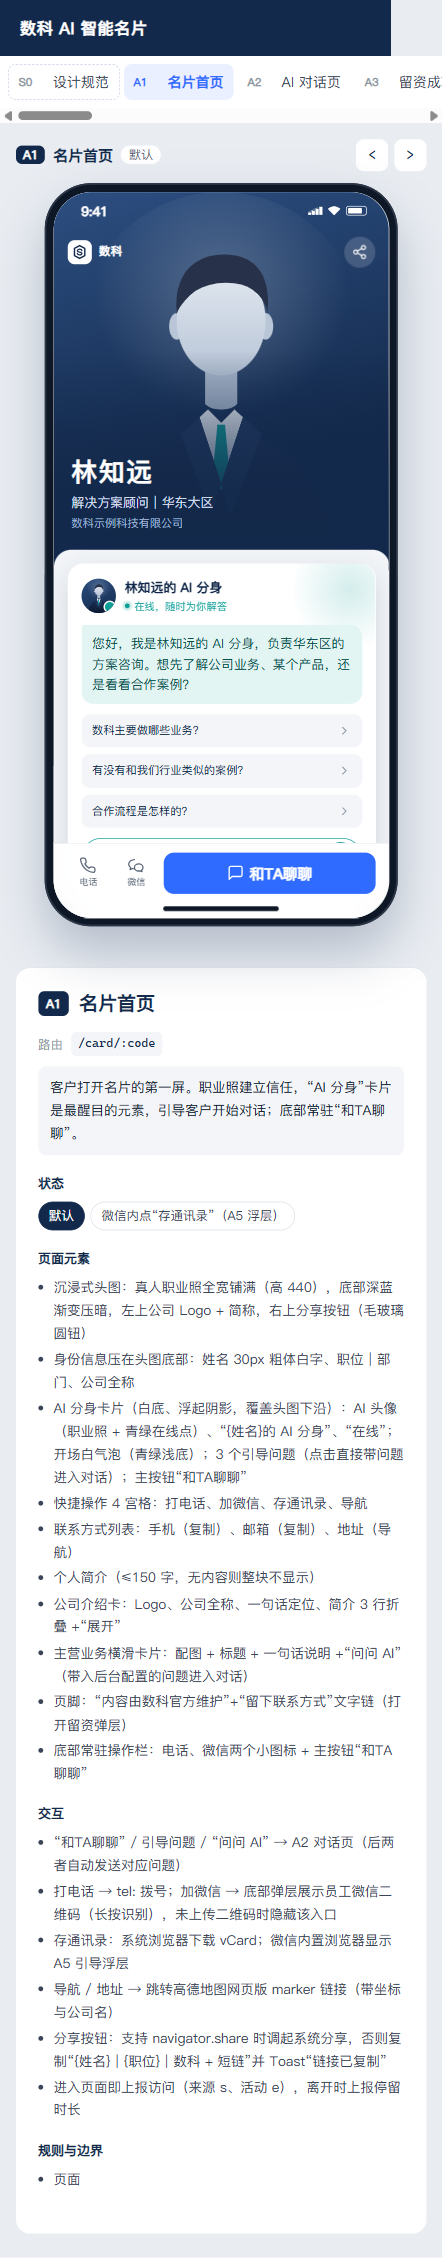 数科 AI 智能名片
S0 设计规范 A1 名片首页 A2 AI 对话页 A3 留资成
A1 名片首页 默认
9:41
数科
林知远
解决方案顾问｜华东大区
数科示例科技有限公司
林知远的 AI 分身
在线，随时为你解答
您好，我是林知远的 AI 分身，负责华东区的
方案咨询。想先了解公司业务、某个产品，还
是看看合作案例？
数科主要做哪些业务？
有没有和我们行业类似的案例？
合作流程是怎样的？
电话 微信 和TA聊聊
A1 名片首页
路由 /card/:code
客户打开名片的第一屏。职业照建立信任，“AI 分身”卡片
是最醒目的元素，引导客户开始对话；底部常驻“和TA聊
聊”。
状态
默认 微信内点“存通讯录”（A5 浮层）
页面元素
沉浸式头图：真人职业照全宽铺满（高 440），底部深蓝
渐变压暗，左上公司 Logo + 简称，右上分享按钮（毛玻璃
圆钮）
身份信息压在头图底部：姓名 30px 粗体白字、职位｜部
门、公司全称
AI 分身卡片（白底、浮起阴影，覆盖头图下沿）：AI 头像
（职业照 + 青绿在线点）、“{姓名}的 AI 分身”、“在线”；
开场白气泡（青绿浅底）；3 个引导问题（点击直接带问题
进入对话）；主按钮“和TA聊聊”
快捷操作 4 宫格：打电话、加微信、存通讯录、导航
联系方式列表：手机（复制）、邮箱（复制）、地址（导
航）
个人简介（≤150 字，无内容则整块不显示）
公司介绍卡：Logo、公司全称、一句话定位、简介 3 行折
叠 +“展开”
主营业务横滑卡片：配图 + 标题 + 一句话说明 +“问问 AI”
（带入后台配置的问题进入对话）
页脚：“内容由数科官方维护”+“留下联系方式”文字链（打
开留资弹层）
底部常驻操作栏：电话、微信两个小图标 + 主按钮“和TA
聊聊”
交互
“和TA聊聊” / 引导问题 / “问问 AI” → A2 对话页（后两
者自动发送对应问题）
打电话 → tel: 拨号；加微信 → 底部弹层展示员工微信二
维码（长按识别），未上传二维码时隐藏该入口
存通讯录：系统浏览器下载 vCard；微信内置浏览器显示
A5 引导浮层
导航 / 地址 → 跳转高德地图网页版 marker 链接（带坐标
与公司名）
分享按钮：支持 navigator.share 时调起系统分享，否则复
制“{姓名}｜{职位}｜数科 + 短链”并 Toast“链接已复制”
进入页面即上报访问（来源 s、活动 e），离开时上报停留
时长
规则与边界
页面